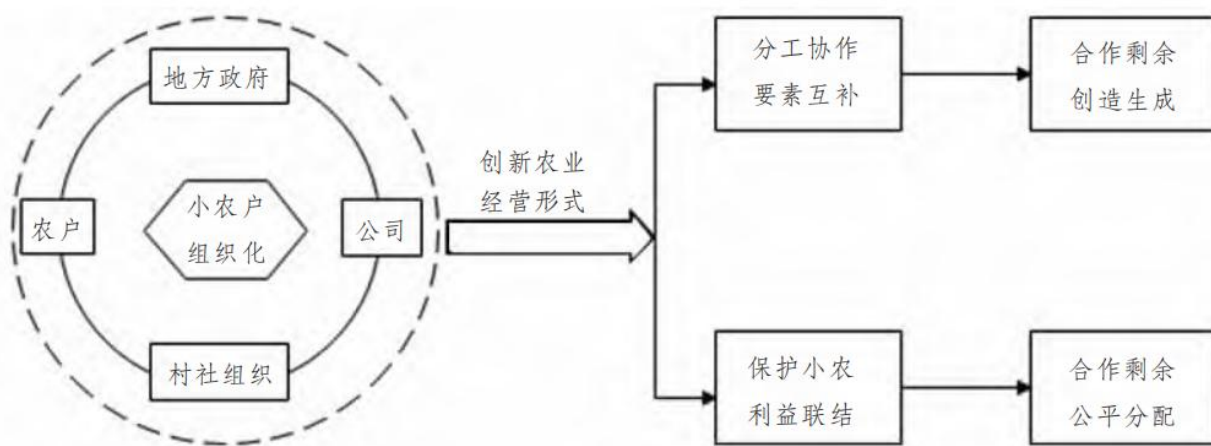 地方政府
农户
小农户
组织化
公司
村社组织
创新农业
经营形式
分工协作
要素互补
合作剩余
创造生成
保护小农
利益联结
合作剩余
公平分配